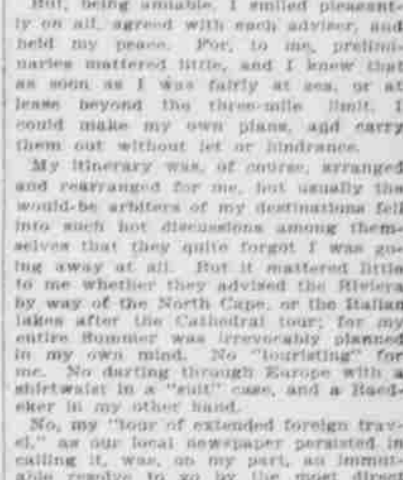 But, being amiable, I smiled pleasant-
ly on all, agreed with each adviser, and
held my peace. For, to me, prelimi-
naries mattered little, and I knew that
as soon as I was fairly at sea, or at
least beyond the three-mile limit, I
could make my own plans, and carry
them out without let or hindrance.
My itinerary was, of course, arranged
and rearranged for me, but usually the
would-be arbiters of my destinations fell
into such hot discussions among them-
selves that they quite forgot I was go-
ing away at all. But it mattered little
to me whether they advised the Riviera
by way of the North Cape, or the Italian
lakes after the Cathedral tour; for my
entire Summer was irrevocably planned
in my own mind. No "touristing" for
me. No darting through Europe with a
shirtwaist in a "suit" case, and a Baed-
eker in my other hand.
No, my "tour of extended foreign trav-
el," as our local newspaper persisted in
calling it, was, on my part, an immut-
able resolve to go by the most direct